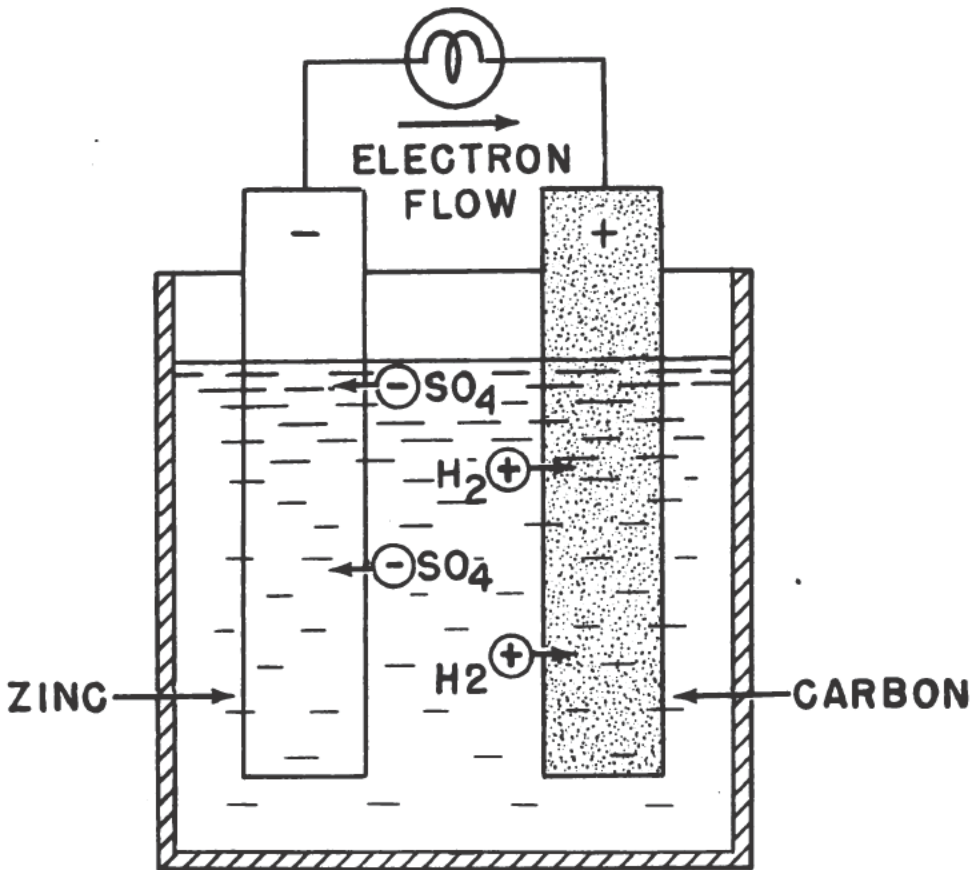 ELECTRON
FLOW
−
+
− SO4
H2 +
− SO4
H2 +
ZINC
CARBON